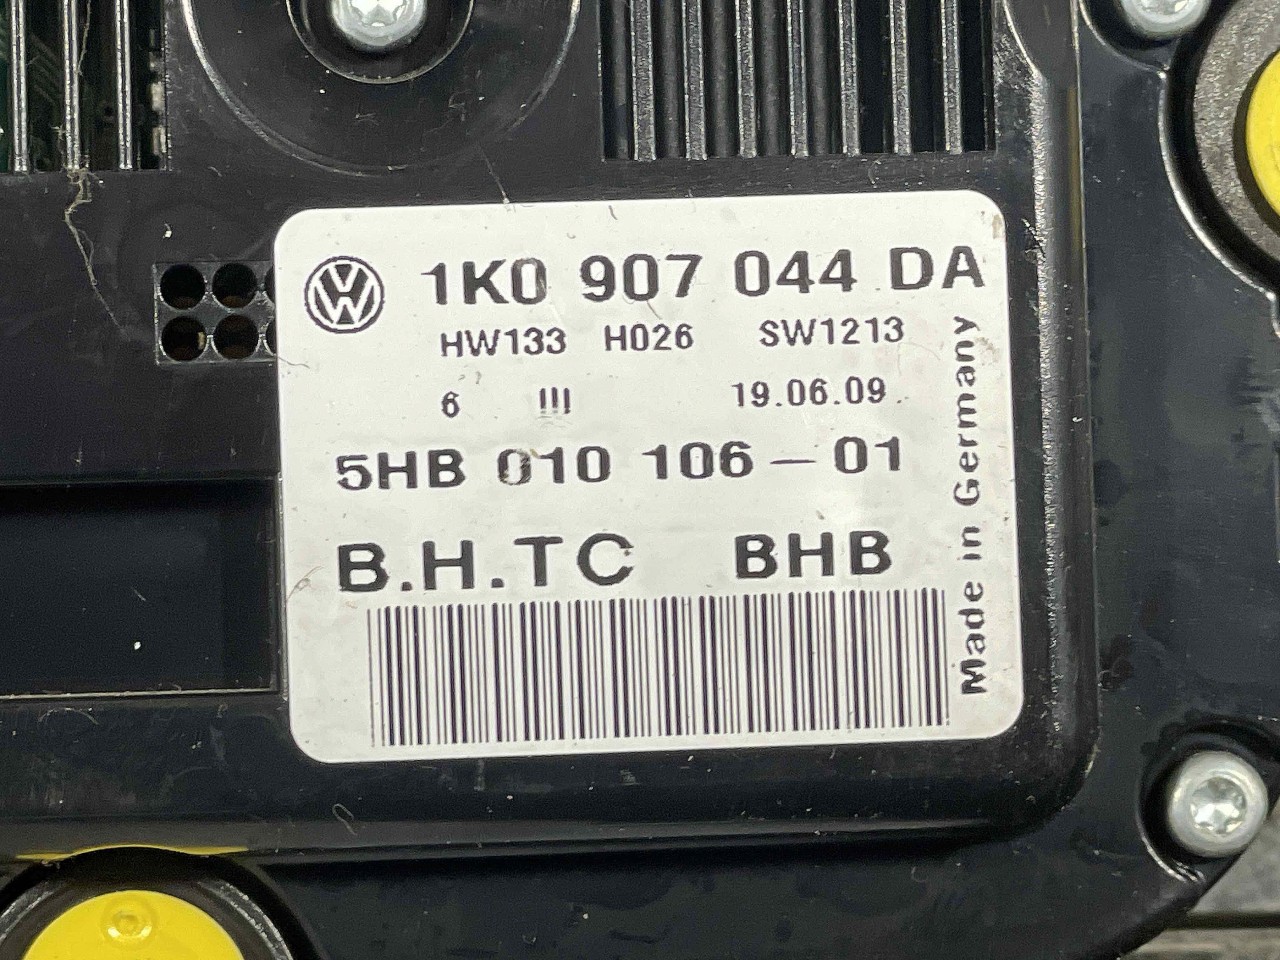 1K0 907 044 DA
HW133 H026 SW1213
6 !!! 19.06.09
5HB 010 106 – 01
B.H.TC BHB
Made in Germany